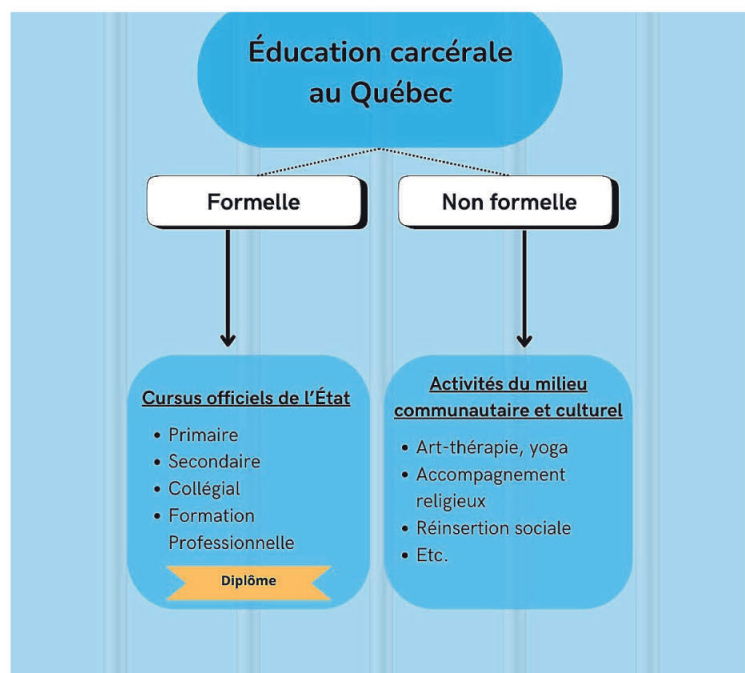 Éducation carcérale
au Québec
Formelle
Non formelle
Cursus officiels de l'État
• Primaire
• Secondaire
• Collégial
• Formation
Professionnelle
Diplôme
Activités du milieu
communautaire et culturel
• Art-thérapie, yoga
• Accompagnement
religieux
• Réinsertion sociale
• Etc.